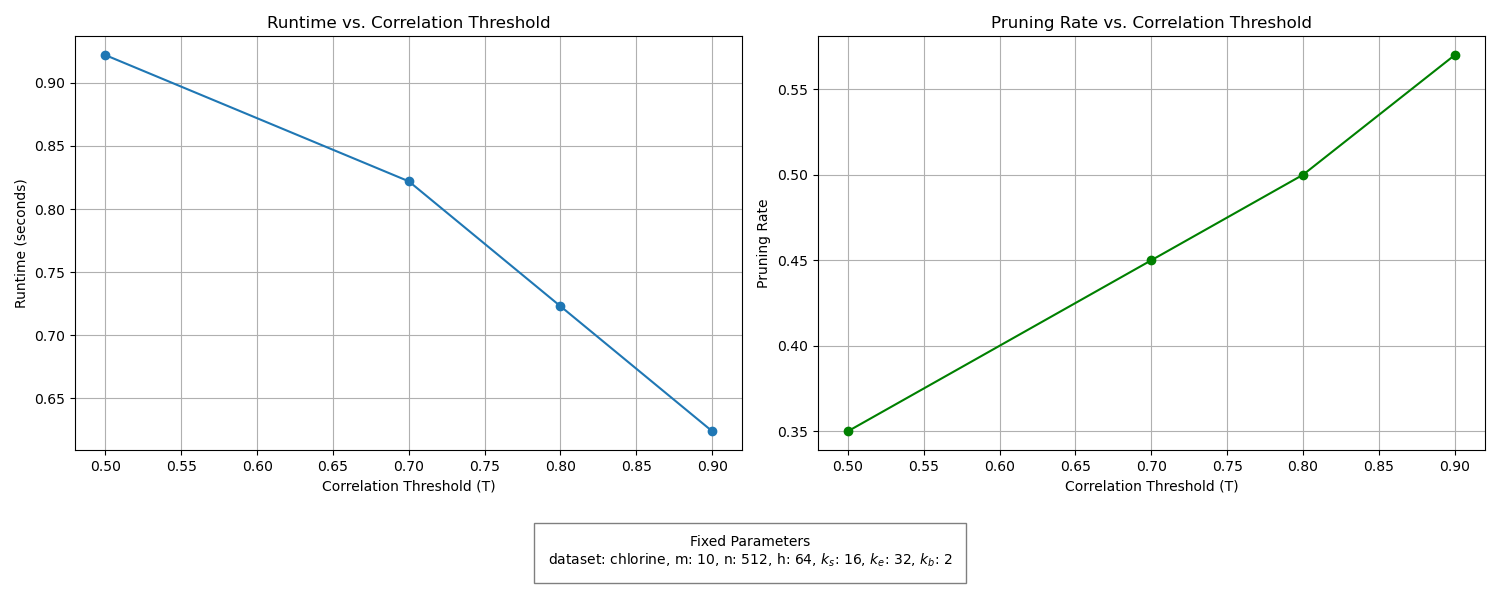 Runtime vs. Correlation Threshold
Runtime (seconds)
0.90
0.85
0.80
0.75
0.70
0.65
0.50 0.55 0.60 0.65 0.70 0.75 0.80 0.85 0.90
Correlation Threshold (T)
Pruning Rate vs. Correlation Threshold
Pruning Rate
0.55
0.50
0.45
0.40
0.35
0.50 0.55 0.60 0.65 0.70 0.75 0.80 0.85 0.90
Correlation Threshold (T)
Fixed Parameters
dataset: chlorine, m: 10, n: 512, h: 64, kₛ: 16, kₑ: 32, k_b: 2